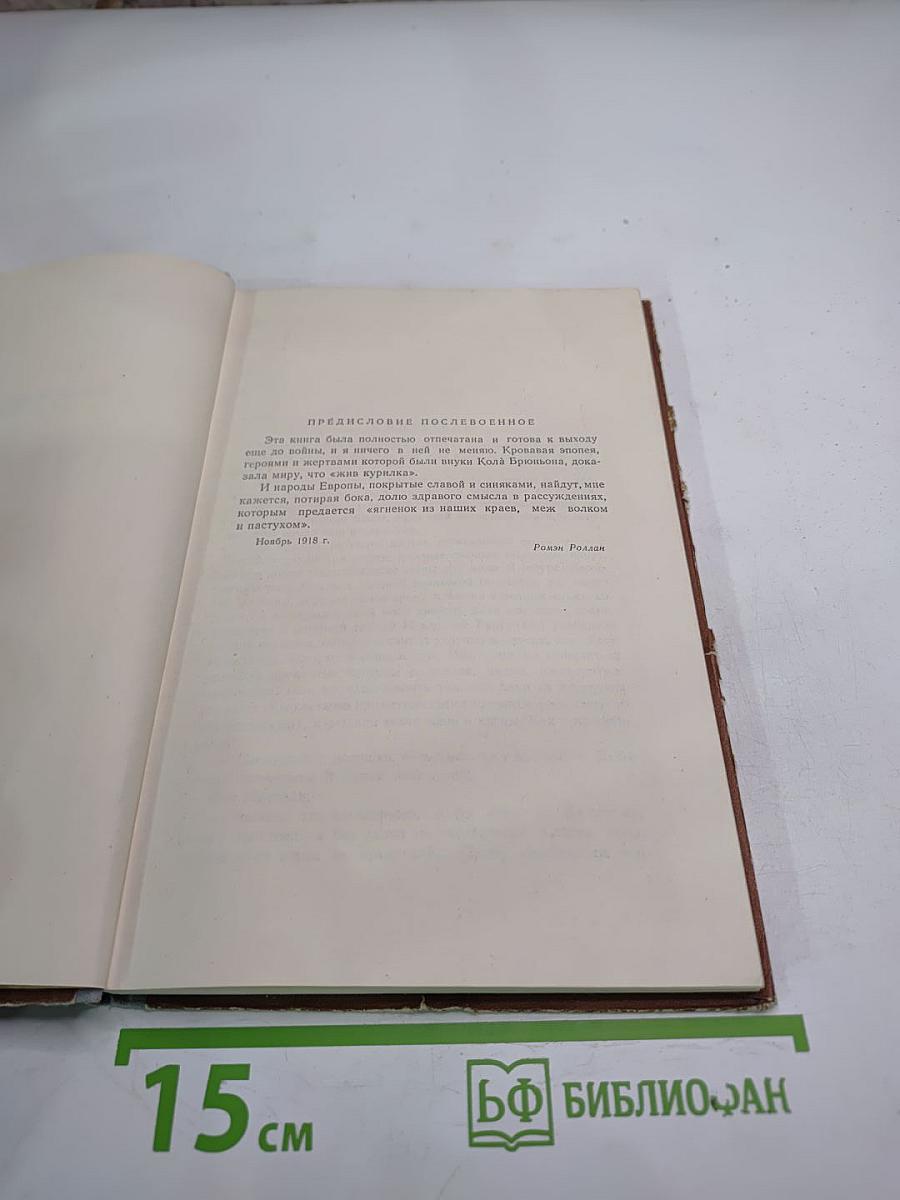 ПРЕДИСЛОВИЕ ПОСЛЕВОЕННОЕ
Эта книга была полностью отпечатана и готова к выходу
еще до войны, и я ничего в ней не меняю. Кровавая эпопея,
героями и жертвами которой были внуки Кола̀ Брюньона, дока-
зала миру, что «жив курилка».
И народы Европы, покрытые славой и синяками, найдут, мне
кажется, потирая бока, долю здравого смысла в рассуждениях,
которым предается «ягненок из наших краев, меж волком
и пастухом».
Ноябрь 1918 г.
Ромэн Роллан
15 см
БФ БИБЛИОФАН